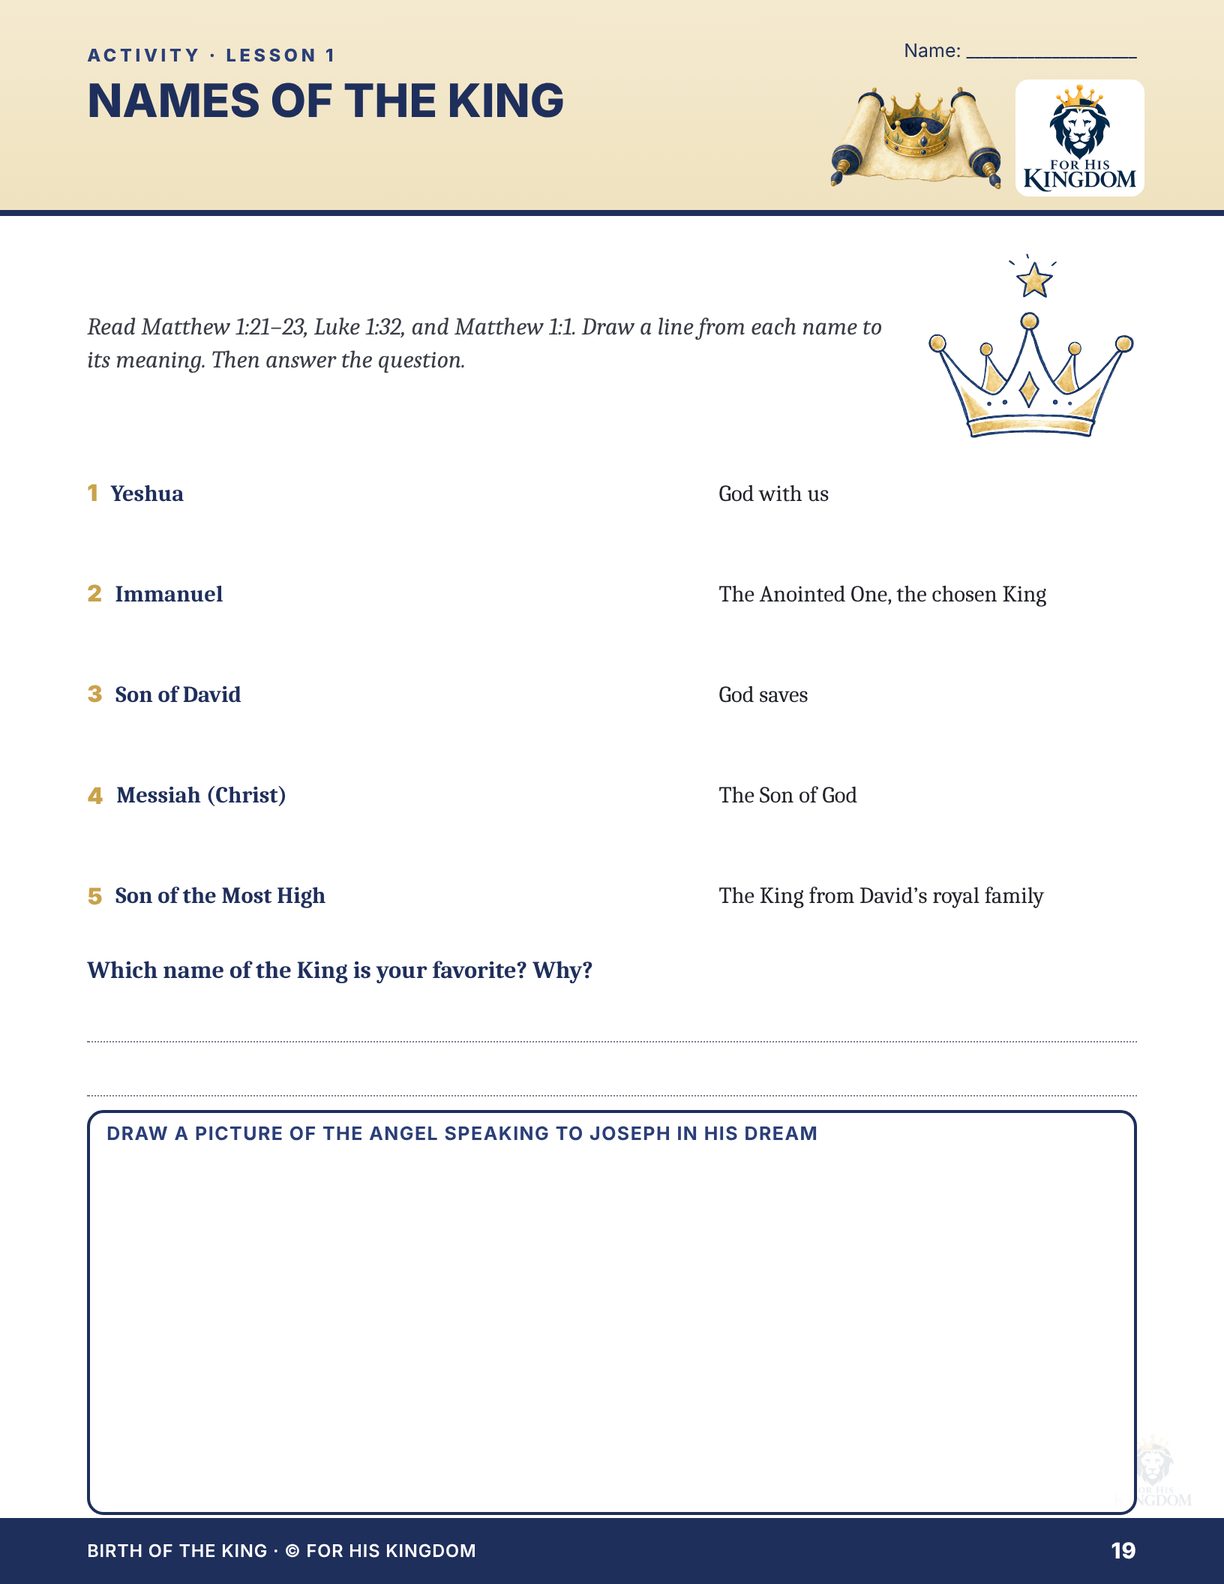 ACTIVITY · LESSON 1
Name: ________________
NAMES OF THE KING
FOR HIS
KINGDOM
Read Matthew 1:21–23, Luke 1:32, and Matthew 1:1. Draw a line from each name to
its meaning. Then answer the question.
1 Yeshua
God with us
2 Immanuel
The Anointed One, the chosen King
3 Son of David
God saves
4 Messiah (Christ)
The Son of God
5 Son of the Most High
The King from David’s royal family
Which name of the King is your favorite? Why?
DRAW A PICTURE OF THE ANGEL SPEAKING TO JOSEPH IN HIS DREAM
FOR HIS
KINGDOM
BIRTH OF THE KING · © FOR HIS KINGDOM
19